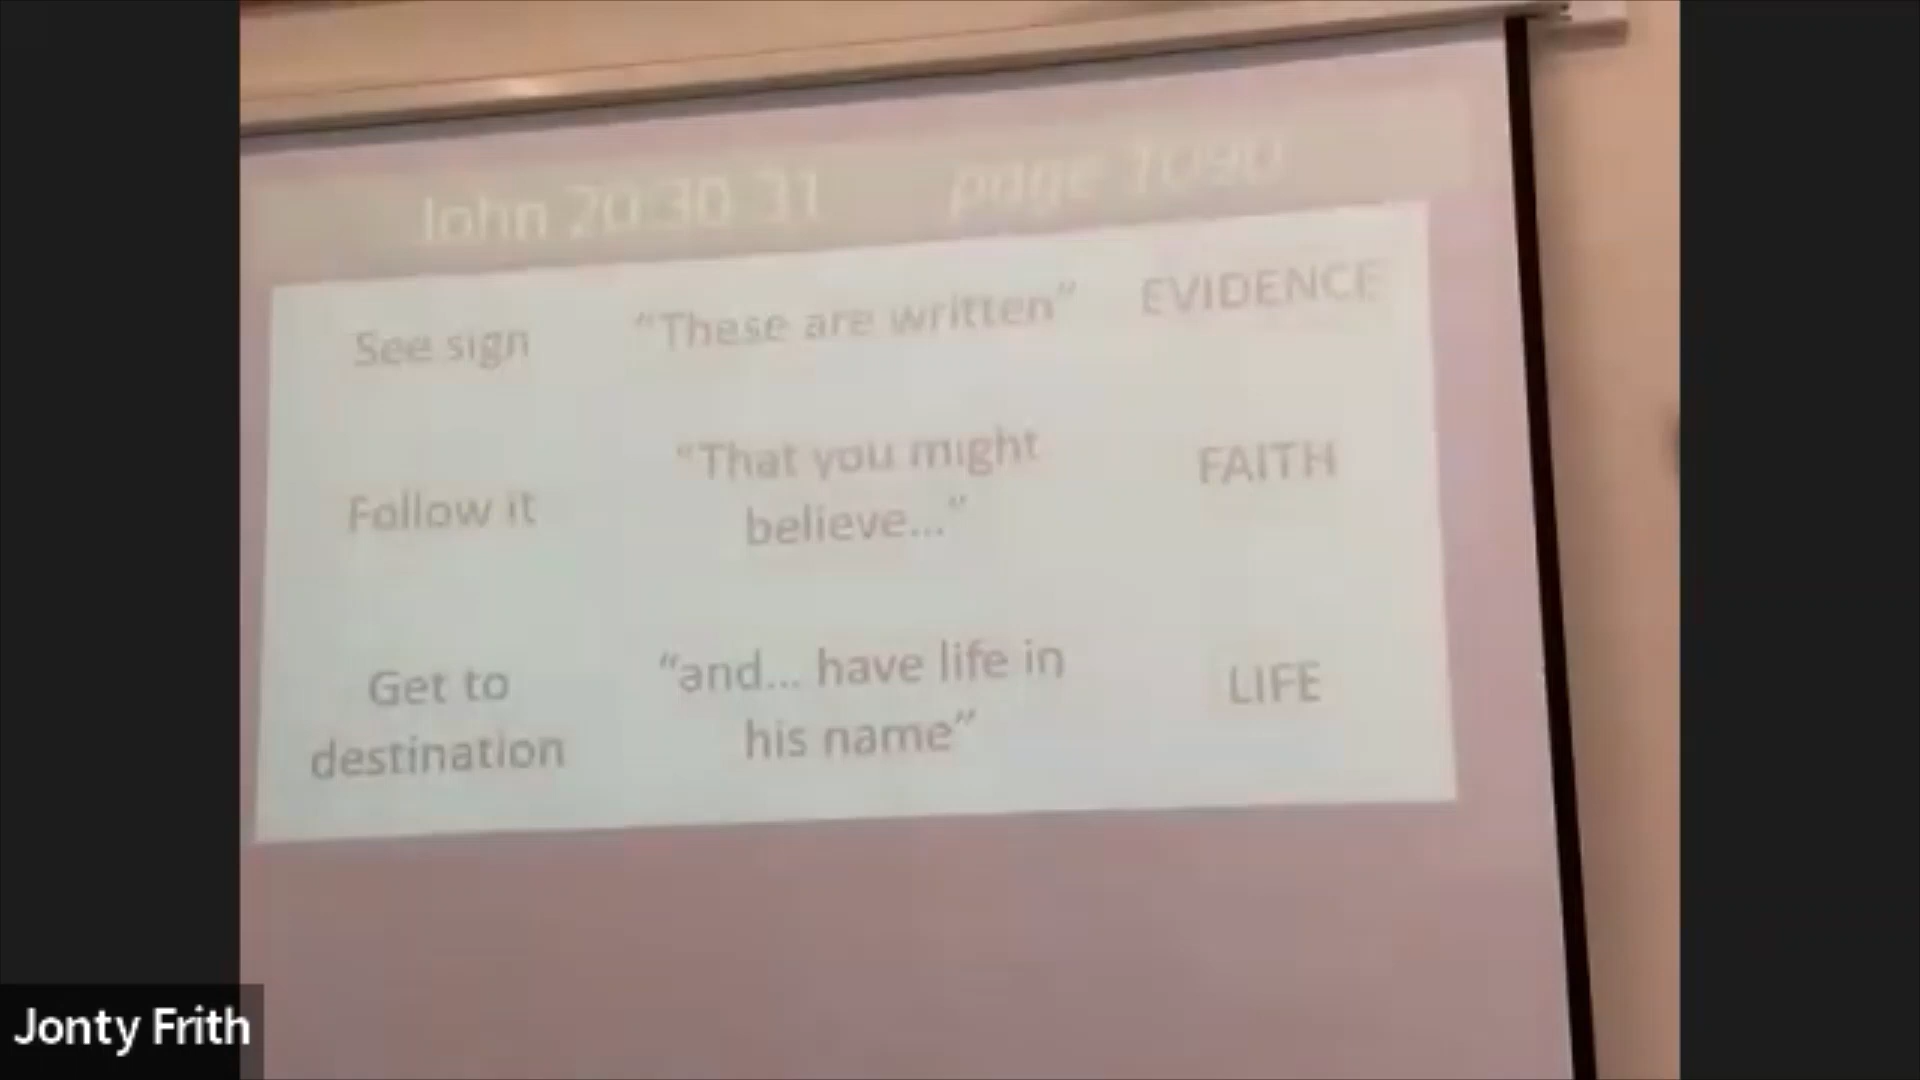 John 20:30-31 page 1090
See sign "These are written" EVIDENCE
Follow it "That you might believe..." FAITH
Get to destination "and... have life in his name" LIFE
Jonty Frith